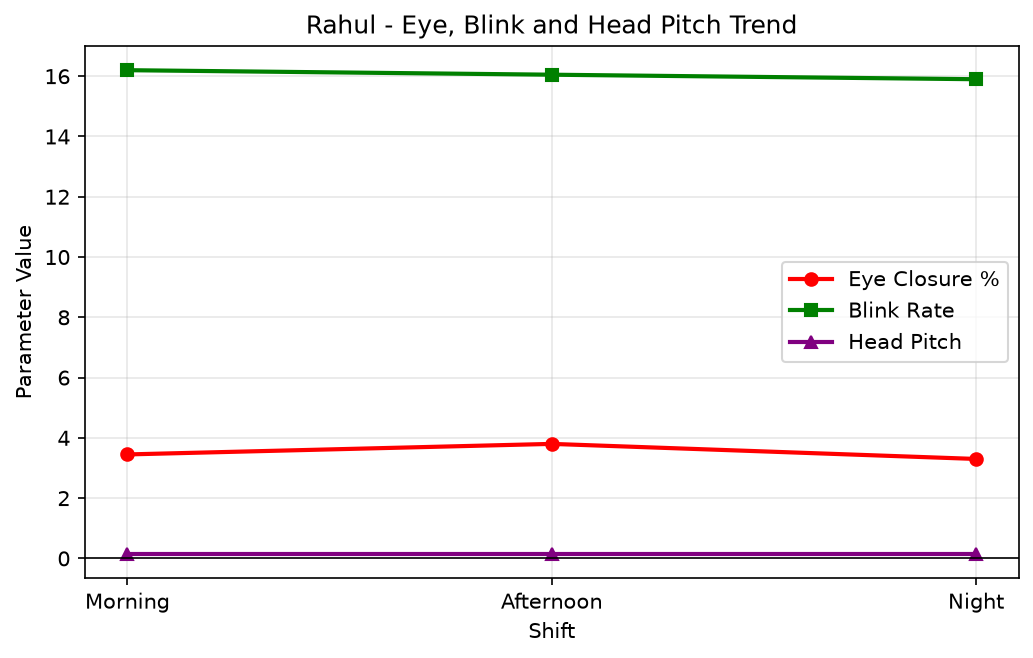 Rahul - Eye, Blink and Head Pitch Trend
Parameter Value
16
14
12
10
8
6
4
2
0
Eye Closure %
Blink Rate
Head Pitch
Morning
Afternoon
Night
Shift